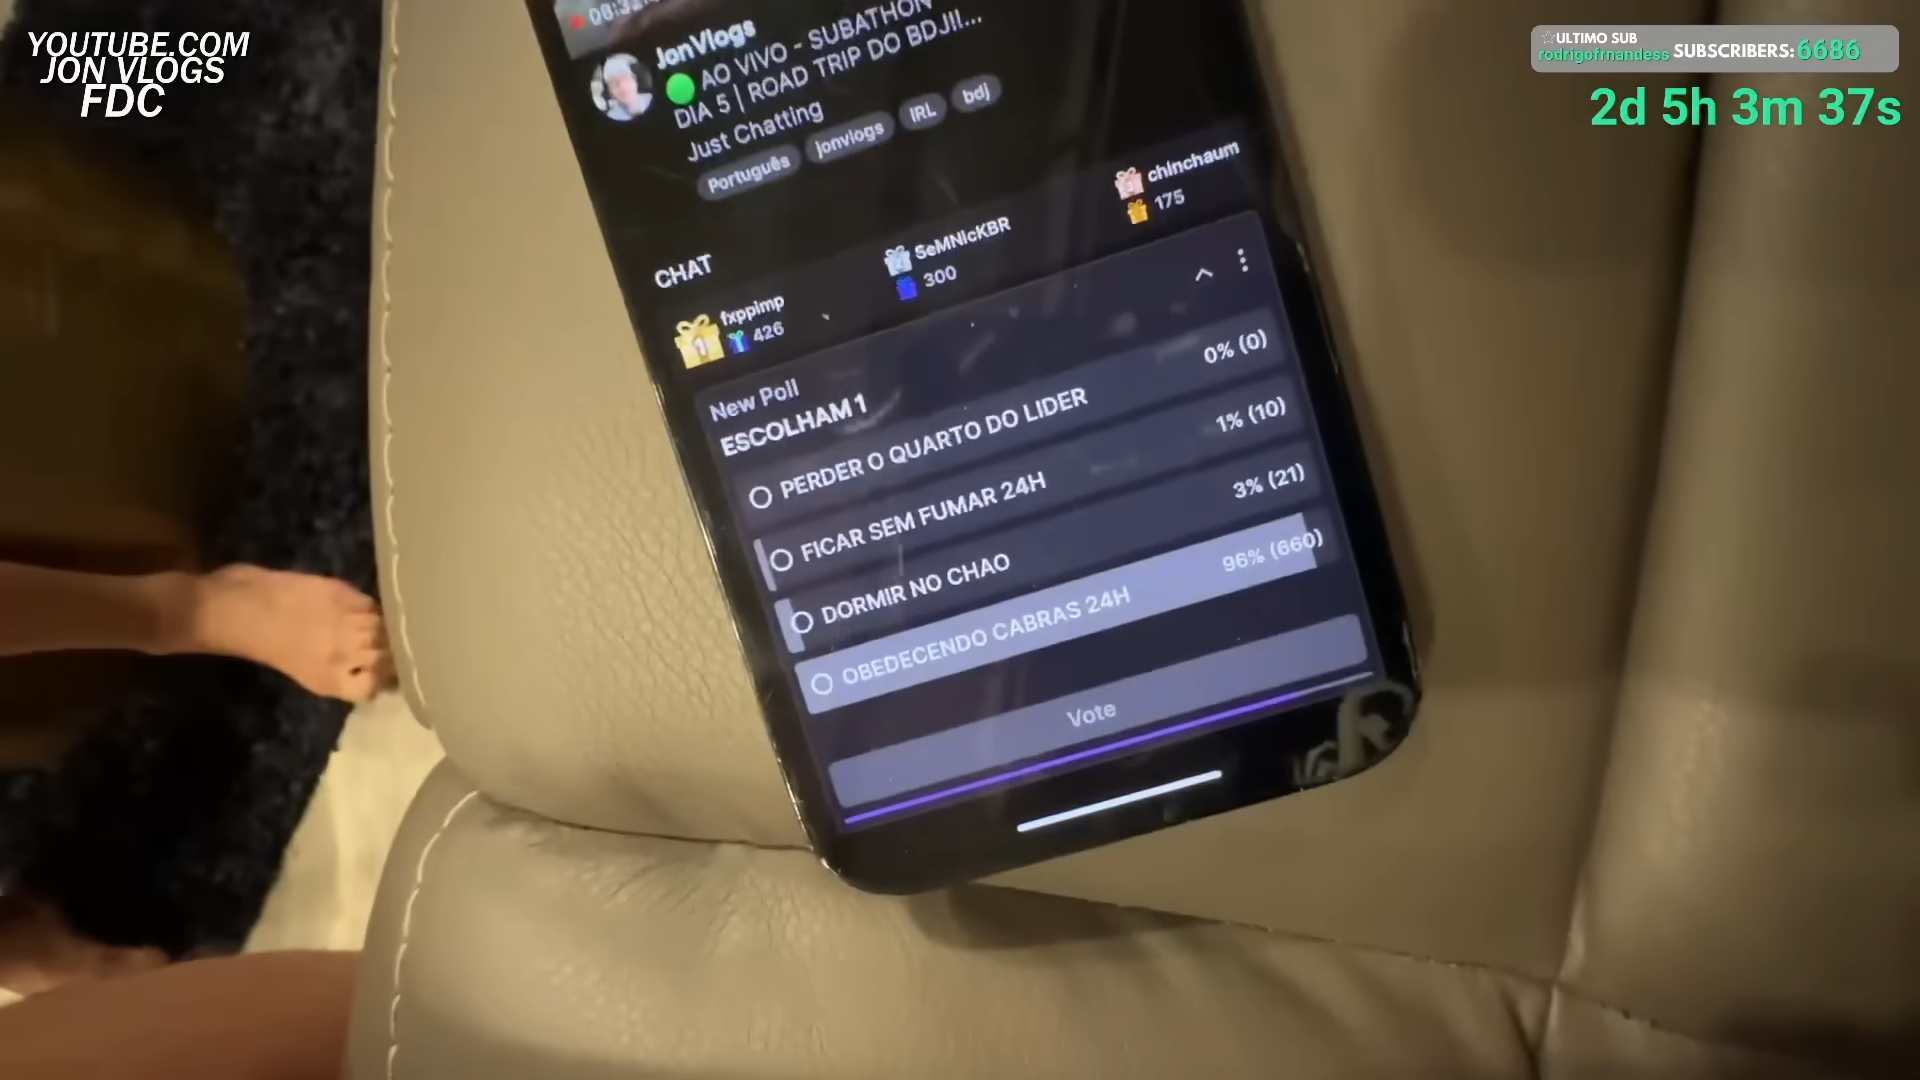 YOUTUBE.COM
JON VLOGS
FDC
☆ULTIMO SUB
rodrigofrnandess SUBSCRIBERS: 6686
2d 5h 3m 37s
JonVlogs
AO VIVO - SUBATHON
DIA 5 | ROAD TRIP DO BDJ!!...
Just Chatting
Português jonvlogs IRL bdj
CHAT
fxppimp
426
SeMNicKBR
300
chinchaum
175
New Poll
ESCOLHAM 1
PERDER O QUARTO DO LIDER 0% (0)
FICAR SEM FUMAR 24H 1% (10)
DORMIR NO CHAO 3% (21)
OBEDECENDO CABRAS 24H 96% (660)
Vote